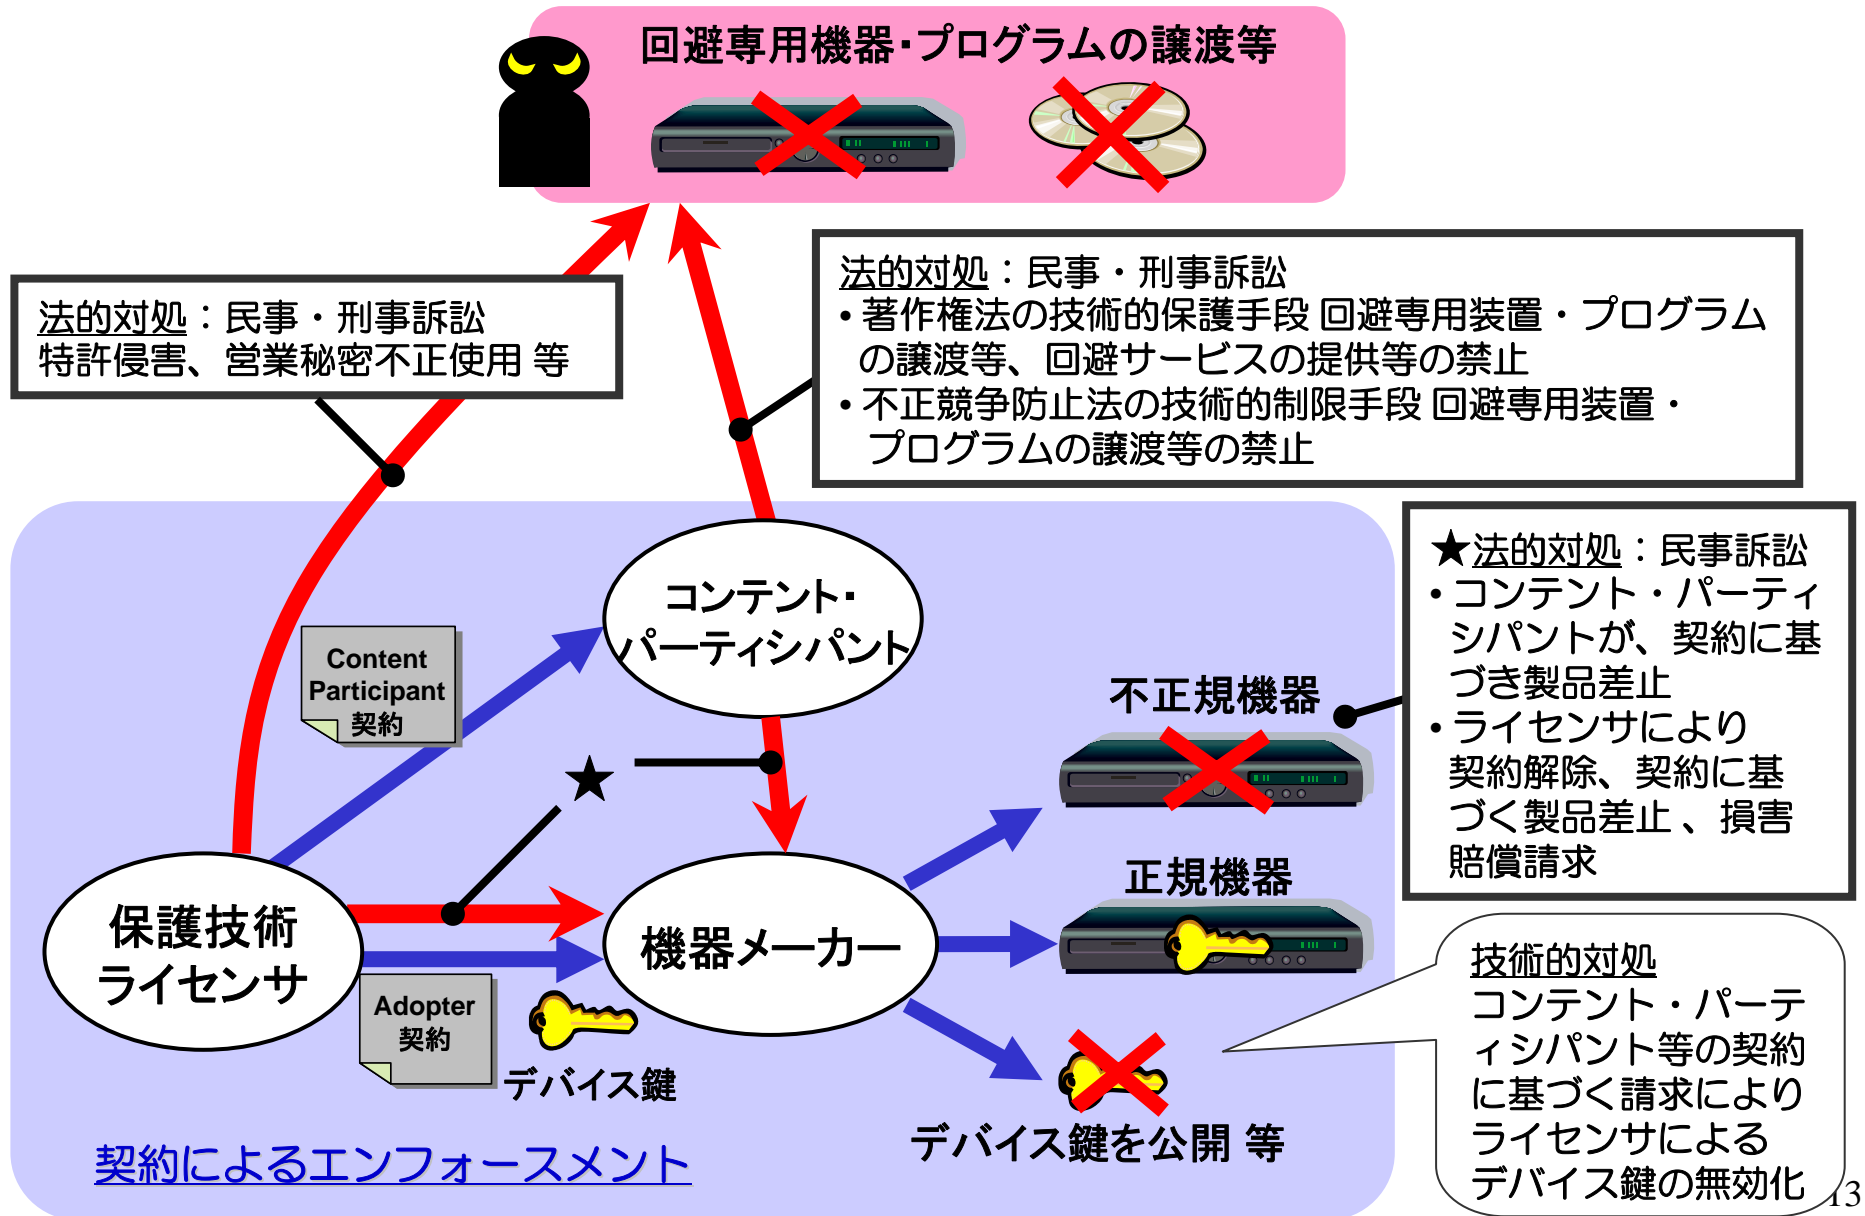 回避専用機器・プログラムの譲渡等
法的対処：民事・刑事訴訟
特許侵害、営業秘密不正使用 等
法的対処：民事・刑事訴訟
・著作権法の技術的保護手段 回避専用装置・プログラム
の譲渡等、回避サービスの提供等の禁止
・不正競争防止法の技術的制限手段 回避専用装置・
プログラムの譲渡等の禁止
★法的対処：民事訴訟
・コンテント・パーティ
シパントが、契約に基
づき製品差止
・ライセンサにより
契約解除、契約に基
づく製品差止 、損害
賠償請求
コンテント・
パーティシパント
Content
Participant
契約
★
不正規機器
正規機器
保護技術
ライセンサ
機器メーカー
Adopter
契約
デバイス鍵
デバイス鍵を公開 等
技術的対処
コンテント・パーテ
ィシパント等の契約
に基づく請求により
ライセンサによる
デバイス鍵の無効化
契約によるエンフォースメント
13